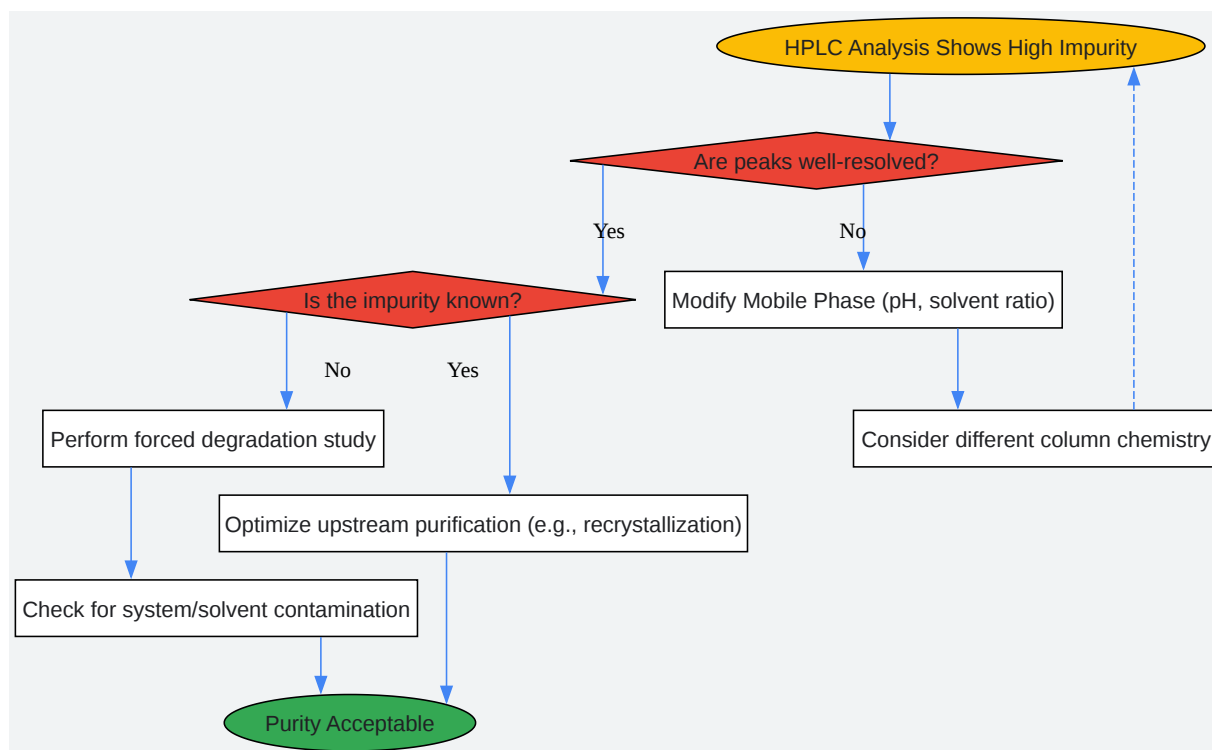 HPLC Analysis Shows High Impurity
Are peaks well-resolved?
Yes
No
Is the impurity known?
Modify Mobile Phase (pH, solvent ratio)
No
Yes
Perform forced degradation study
Consider different column chemistry
Optimize upstream purification (e.g., recrystallization)
Check for system/solvent contamination
Purity Acceptable